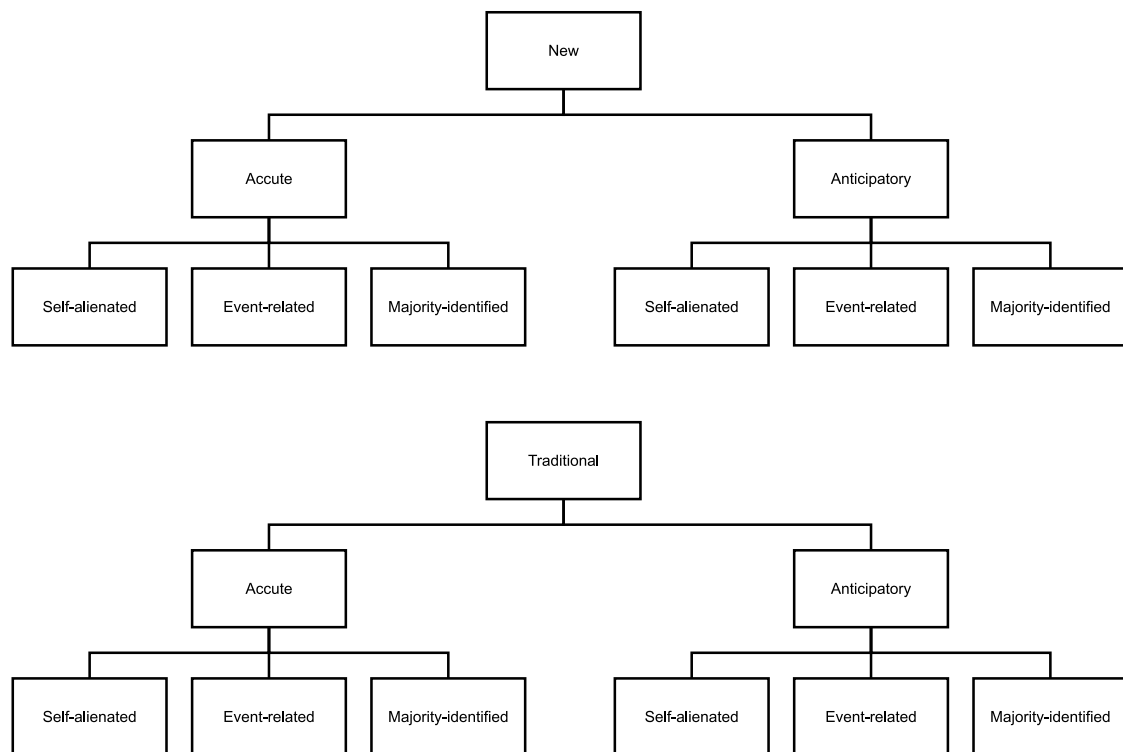 New
Accute
Anticipatory
Self-alienated
Event-related
Majority-identified
Self-alienated
Event-related
Majority-identified
Traditional
Accute
Anticipatory
Self-alienated
Event-related
Majority-identified
Self-alienated
Event-related
Majority-identified